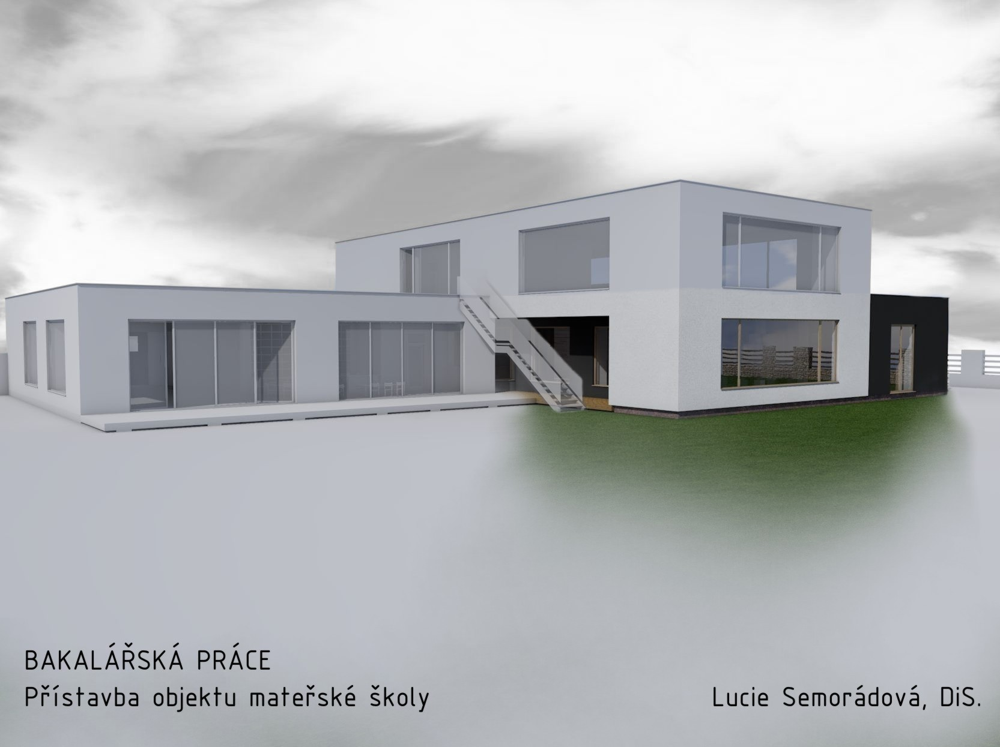 BAKALÁŘSKÁ PRÁCE
Přístavba objektu mateřské školy
Lucie Semorádová, DiS.